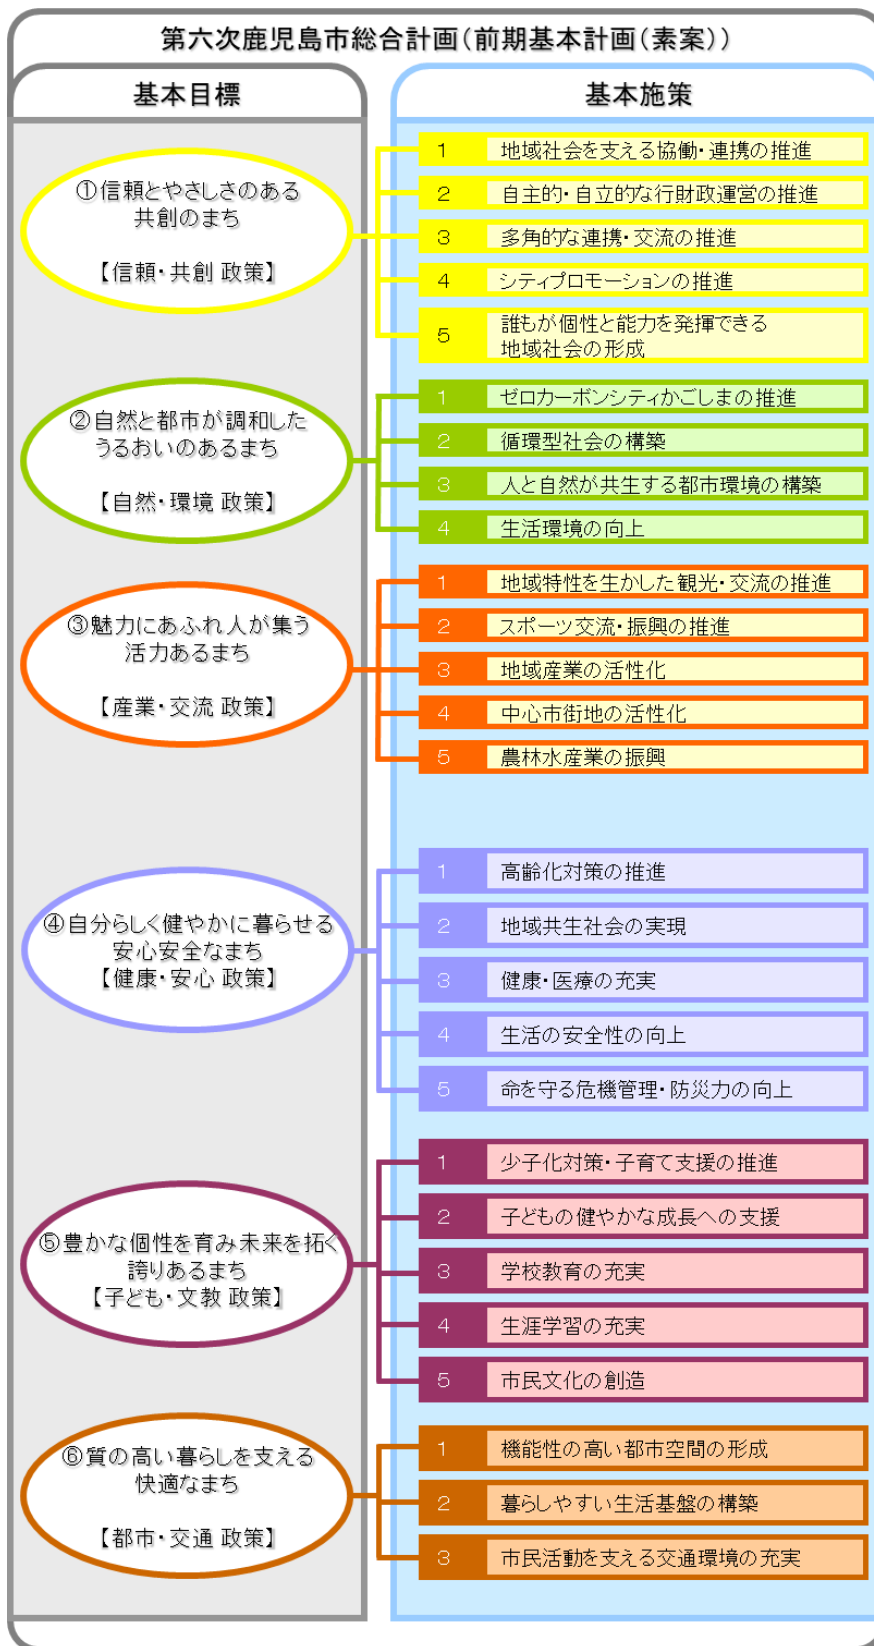 第六次鹿児島市総合計画(前期基本計画(素案))
基本目標
基本施策
①信頼とやさしさのある
共創のまち
【信頼・共創 政策】
1 地域社会を支える協働・連携の推進
2 自主的・自立的な行財政運営の推進
3 多角的な連携・交流の推進
4 シティプロモーションの推進
5 誰もが個性と能力を発揮できる
地域社会の形成
②自然と都市が調和した
うるおいのあるまち
【自然・環境 政策】
1 ゼロカーボンシティかごしまの推進
2 循環型社会の構築
3 人と自然が共生する都市環境の構築
4 生活環境の向上
③魅力にあふれ人が集う
活力あるまち
【産業・交流 政策】
1 地域特性を生かした観光・交流の推進
2 スポーツ交流・振興の推進
3 地域産業の活性化
4 中心市街地の活性化
5 農林水産業の振興
④自分らしく健やかに暮らせる
安心安全なまち
【健康・安心 政策】
1 高齢化対策の推進
2 地域共生社会の実現
3 健康・医療の充実
4 生活の安全性の向上
5 命を守る危機管理・防災力の向上
⑤豊かな個性を育み未来を拓く
誇りあるまち
【子ども・文教 政策】
1 少子化対策・子育て支援の推進
2 子どもの健やかな成長への支援
3 学校教育の充実
4 生涯学習の充実
5 市民文化の創造
⑥質の高い暮らしを支える
快適なまち
【都市・交通 政策】
1 機能性の高い都市空間の形成
2 暮らしやすい生活基盤の構築
3 市民活動を支える交通環境の充実